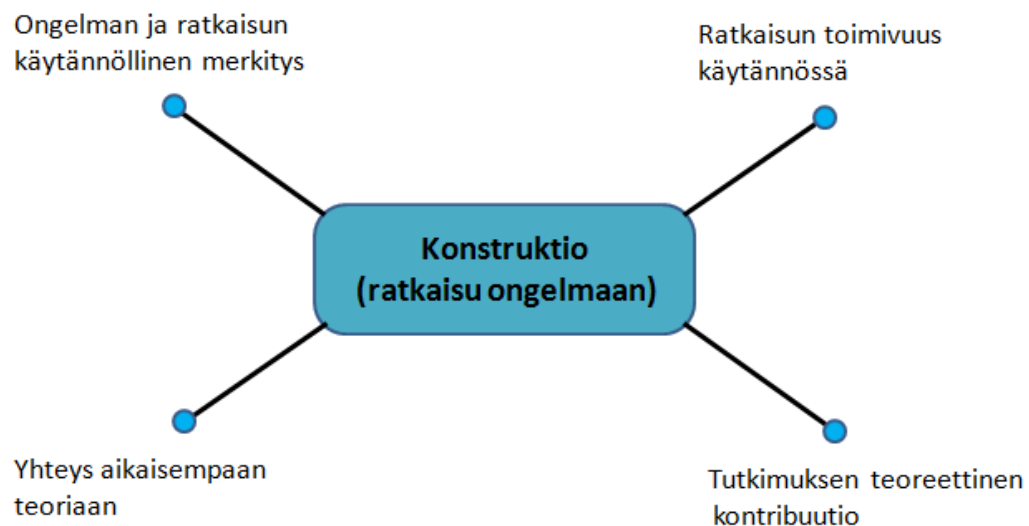 Ongelman ja ratkaisun
käytännöllinen merkitys
Ratkaisun toimivuus
käytännössä
Konstruktio
(ratkaisu ongelmaan)
Yhteys aikaisempaan
teoriaan
Tutkimuksen teoreettinen
kontribuutio